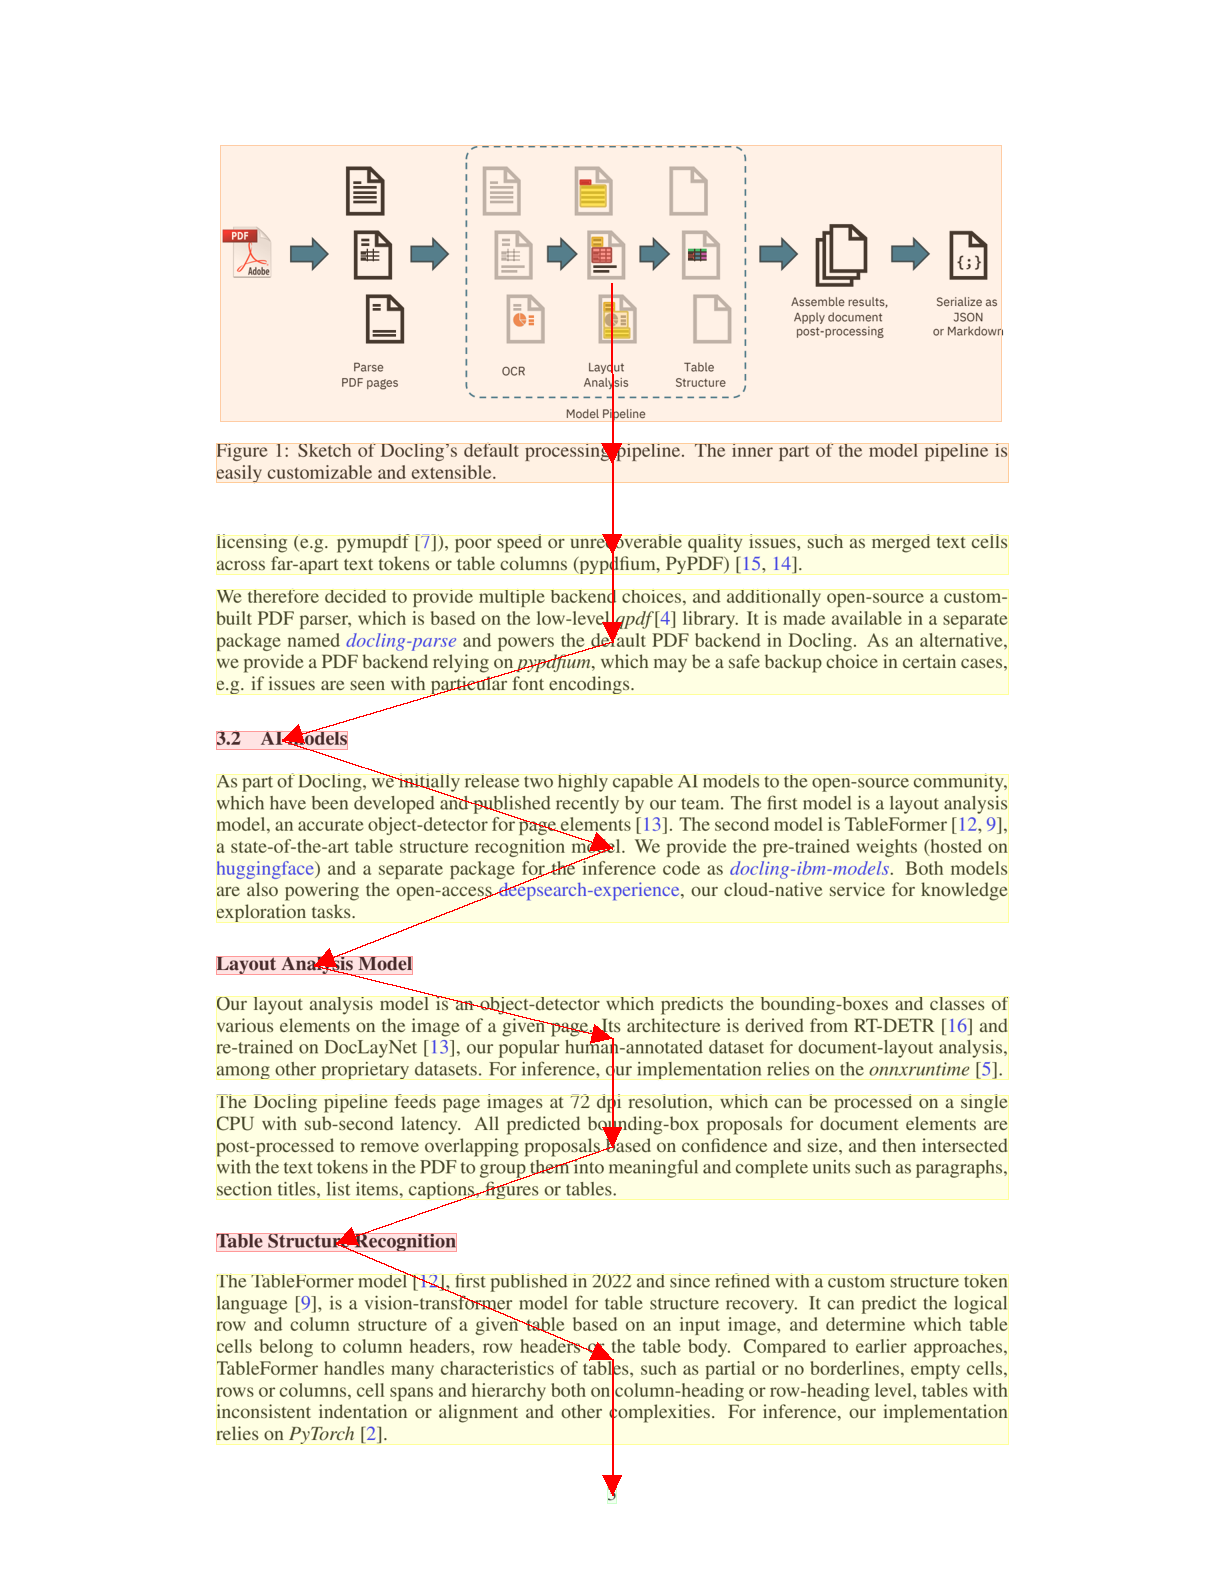 PDF
Adobe
Parse
PDF pages
OCR
Layout
Analysis
Table
Structure
Model Pipeline
Assemble results,
Apply document
post-processing
{;}
Serialize as
JSON
or Markdown
Figure 1: Sketch of Docling's default processing pipeline. The inner part of the model pipeline is
easily customizable and extensible.
licensing (e.g. pymupdf [7]), poor speed or unrecoverable quality issues, such as merged text cells
across far-apart text tokens or table columns (pypdfium, PyPDF) [15, 14].
We therefore decided to provide multiple backend choices, and additionally open-source a custom-
built PDF parser, which is based on the low-level qpdf [4] library. It is made available in a separate
package named docling-parse and powers the default PDF backend in Docling. As an alternative,
we provide a PDF backend relying on pypdfium, which may be a safe backup choice in certain cases,
e.g. if issues are seen with particular font encodings.
3.2 AI Models
As part of Docling, we initially release two highly capable AI models to the open-source community,
which have been developed and published recently by our team. The first model is a layout analysis
model, an accurate object-detector for page elements [13]. The second model is TableFormer [12, 9],
a state-of-the-art table structure recognition model. We provide the pre-trained weights (hosted on
huggingface) and a separate package for the inference code as docling-ibm-models. Both models
are also powering the open-access deepsearch-experience, our cloud-native service for knowledge
exploration tasks.
Layout Analysis Model
Our layout analysis model is an object-detector which predicts the bounding-boxes and classes of
various elements on the image of a given page. Its architecture is derived from RT-DETR [16] and
re-trained on DocLayNet [13], our popular human-annotated dataset for document-layout analysis,
among other proprietary datasets. For inference, our implementation relies on the onnxruntime [5].
The Docling pipeline feeds page images at 72 dpi resolution, which can be processed on a single
CPU with sub-second latency. All predicted bounding-box proposals for document elements are
post-processed to remove overlapping proposals based on confidence and size, and then intersected
with the text tokens in the PDF to group them into meaningful and complete units such as paragraphs,
section titles, list items, captions, figures or tables.
Table Structure Recognition
The TableFormer model [12], first published in 2022 and since refined with a custom structure token
language [9], is a vision-transformer model for table structure recovery. It can predict the logical
row and column structure of a given table based on an input image, and determine which table
cells belong to column headers, row headers or the table body. Compared to earlier approaches,
TableFormer handles many characteristics of tables, such as partial or no borderlines, empty cells,
rows or columns, cell spans and hierarchy both on column-heading or row-heading level, tables with
inconsistent indentation or alignment and other complexities. For inference, our implementation
relies on PyTorch [2].